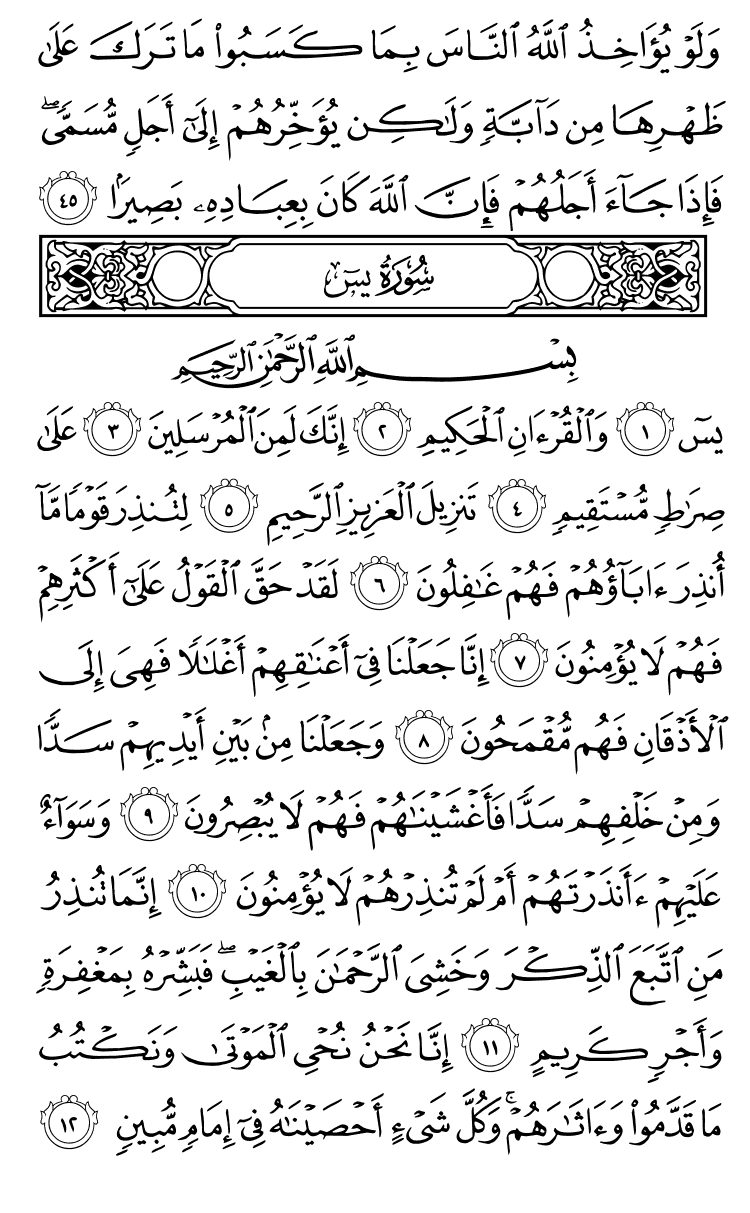 وَلَوۡ يُؤَاخِذُ ٱللَّهُ ٱلنَّاسَ بِمَا كَسَبُواْ مَا تَرَكَ عَلَىٰ
ظَهۡرِهَا مِن دَآبَّةٖ وَلَٰكِن يُؤَخِّرُهُمۡ إِلَىٰٓ أَجَلٖ مُّسَمّٗىۖ
فَإِذَا جَآءَ أَجَلُهُمۡ فَإِنَّ ٱللَّهَ كَانَ بِعِبَادِهِۦ بَصِيرَۢا ٤٥
سُورَةُ يسٓ
بِسۡمِ ٱللَّهِ ٱلرَّحۡمَٰنِ ٱلرَّحِيمِ
يسٓ ١ وَٱلۡقُرۡءَانِ ٱلۡحَكِيمِ ٢ إِنَّكَ لَمِنَ ٱلۡمُرۡسَلِينَ ٣ عَلَىٰ
صِرَٰطٖ مُّسۡتَقِيمٖ ٤ تَنزِيلَ ٱلۡعَزِيزِ ٱلرَّحِيمِ ٥ لِتُنذِرَ قَوۡمٗا مَّآ
أُنذِرَ ءَابَآؤُهُمۡ فَهُمۡ غَٰفِلُونَ ٦ لَقَدۡ حَقَّ ٱلۡقَوۡلُ عَلَىٰٓ أَكۡثَرِهِمۡ
فَهُمۡ لَا يُؤۡمِنُونَ ٧ إِنَّا جَعَلۡنَا فِيٓ أَعۡنَٰقِهِمۡ أَغۡلَٰلٗا فَهِيَ إِلَى
ٱلۡأَذۡقَانِ فَهُم مُّقۡمَحُونَ ٨ وَجَعَلۡنَا مِنۢ بَيۡنِ أَيۡدِيهِمۡ سَدّٗا
وَمِنۡ خَلۡفِهِمۡ سَدّٗا فَأَغۡشَيۡنَٰهُمۡ فَهُمۡ لَا يُبۡصِرُونَ ٩ وَسَوَآءٌ
عَلَيۡهِمۡ ءَأَنذَرۡتَهُمۡ أَمۡ لَمۡ تُنذِرۡهُمۡ لَا يُؤۡمِنُونَ ١٠ إِنَّمَا تُنذِرُ
مَنِ ٱتَّبَعَ ٱلذِّكۡرَ وَخَشِيَ ٱلرَّحۡمَٰنَ بِٱلۡغَيۡبِۖ فَبَشِّرۡهُ بِمَغۡفِرَةٖ
وَأَجۡرٖ كَرِيمٍ ١١ إِنَّا نَحۡنُ نُحۡيِ ٱلۡمَوۡتَىٰ وَنَكۡتُبُ
مَا قَدَّمُواْ وَءَاثَٰرَهُمۡۚ وَكُلَّ شَيۡءٍ أَحۡصَيۡنَٰهُ فِيٓ إِمَامٖ مُّبِينٖ ١٢